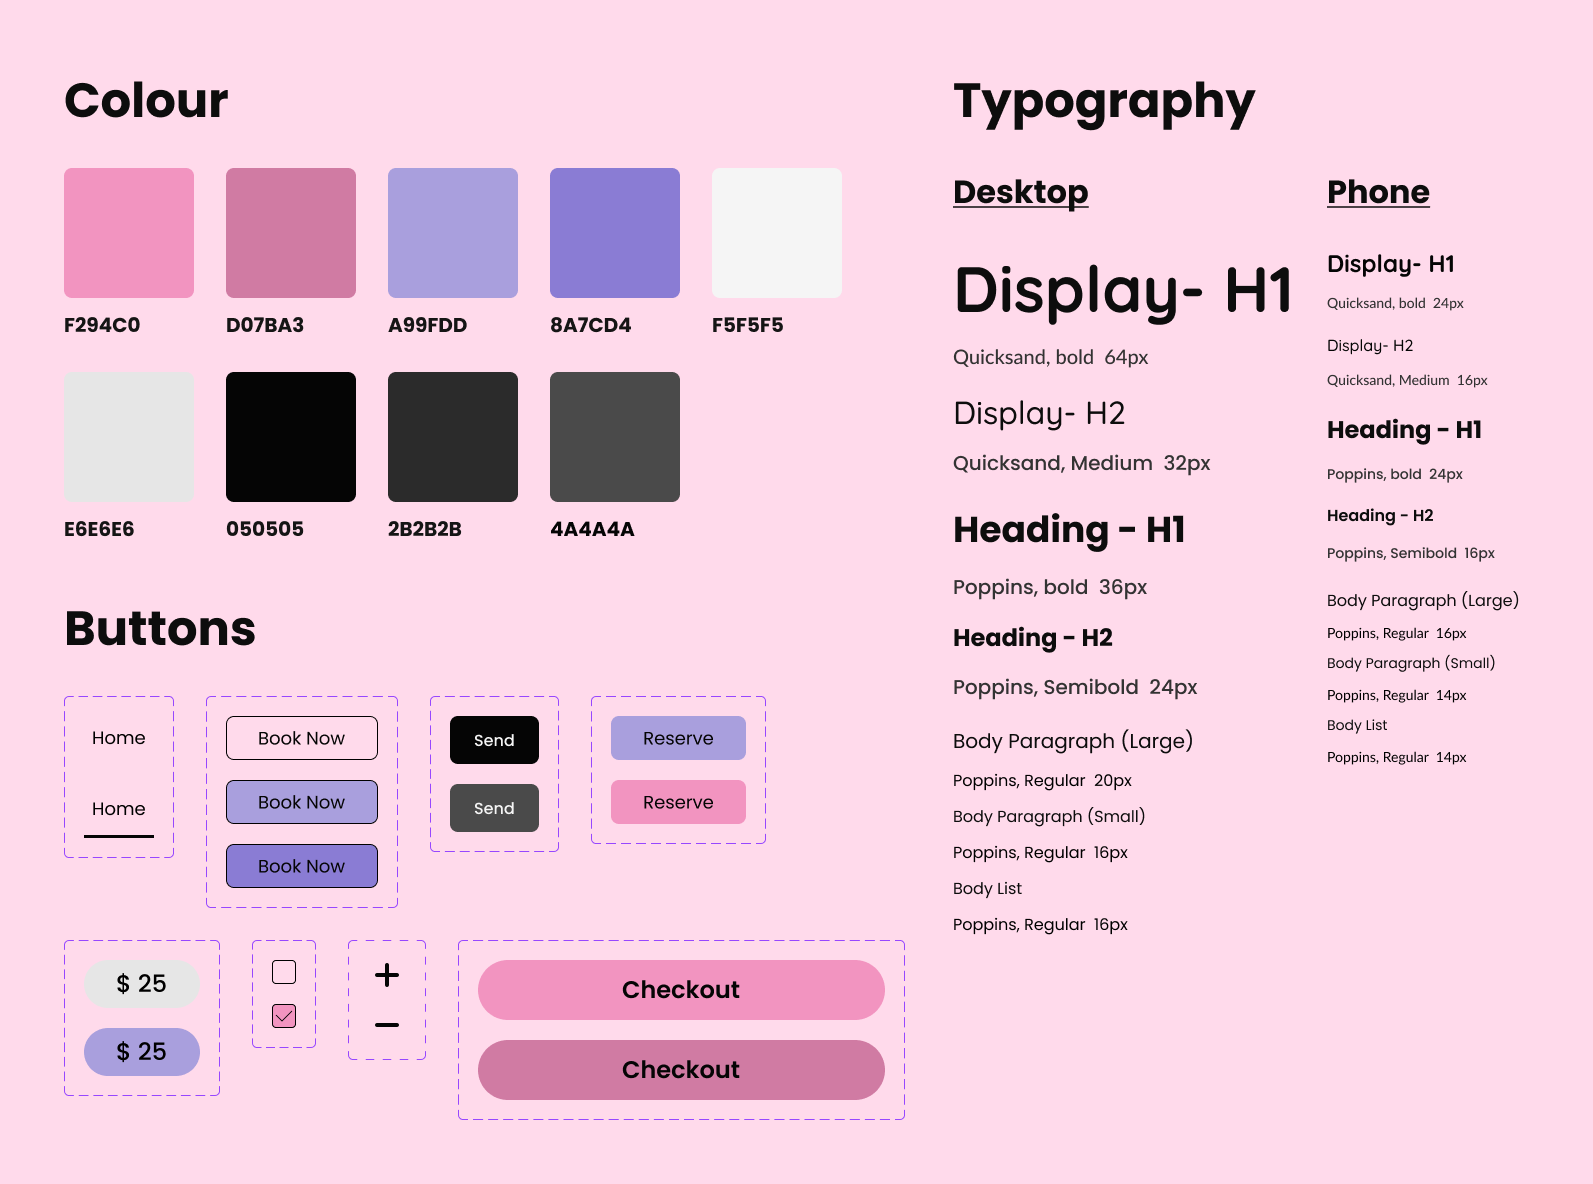 Colour
F294C0
D07BA3
A99FDD
8A7CD4
F5F5F5
E6E6E6
050505
2B2B2B
4A4A4A
Buttons
Home
Home
Book Now
Book Now
Book Now
Send
Send
Reserve
Reserve
$ 25
$ 25
Checkout
Checkout
Typography
Desktop
Display- H1
Quicksand, bold 64px
Display- H2
Quicksand, Medium 32px
Heading - H1
Poppins, bold 36px
Heading - H2
Poppins, Semibold 24px
Body Paragraph (Large)
Poppins, Regular 20px
Body Paragraph (Small)
Poppins, Regular 16px
Body List
Poppins, Regular 16px
Phone
Display- H1
Quicksand, bold 24px
Display- H2
Quicksand, Medium 16px
Heading - H1
Poppins, bold 24px
Heading - H2
Poppins, Semibold 16px
Body Paragraph (Large)
Poppins, Regular 16px
Body Paragraph (Small)
Poppins, Regular 14px
Body List
Poppins, Regular 14px